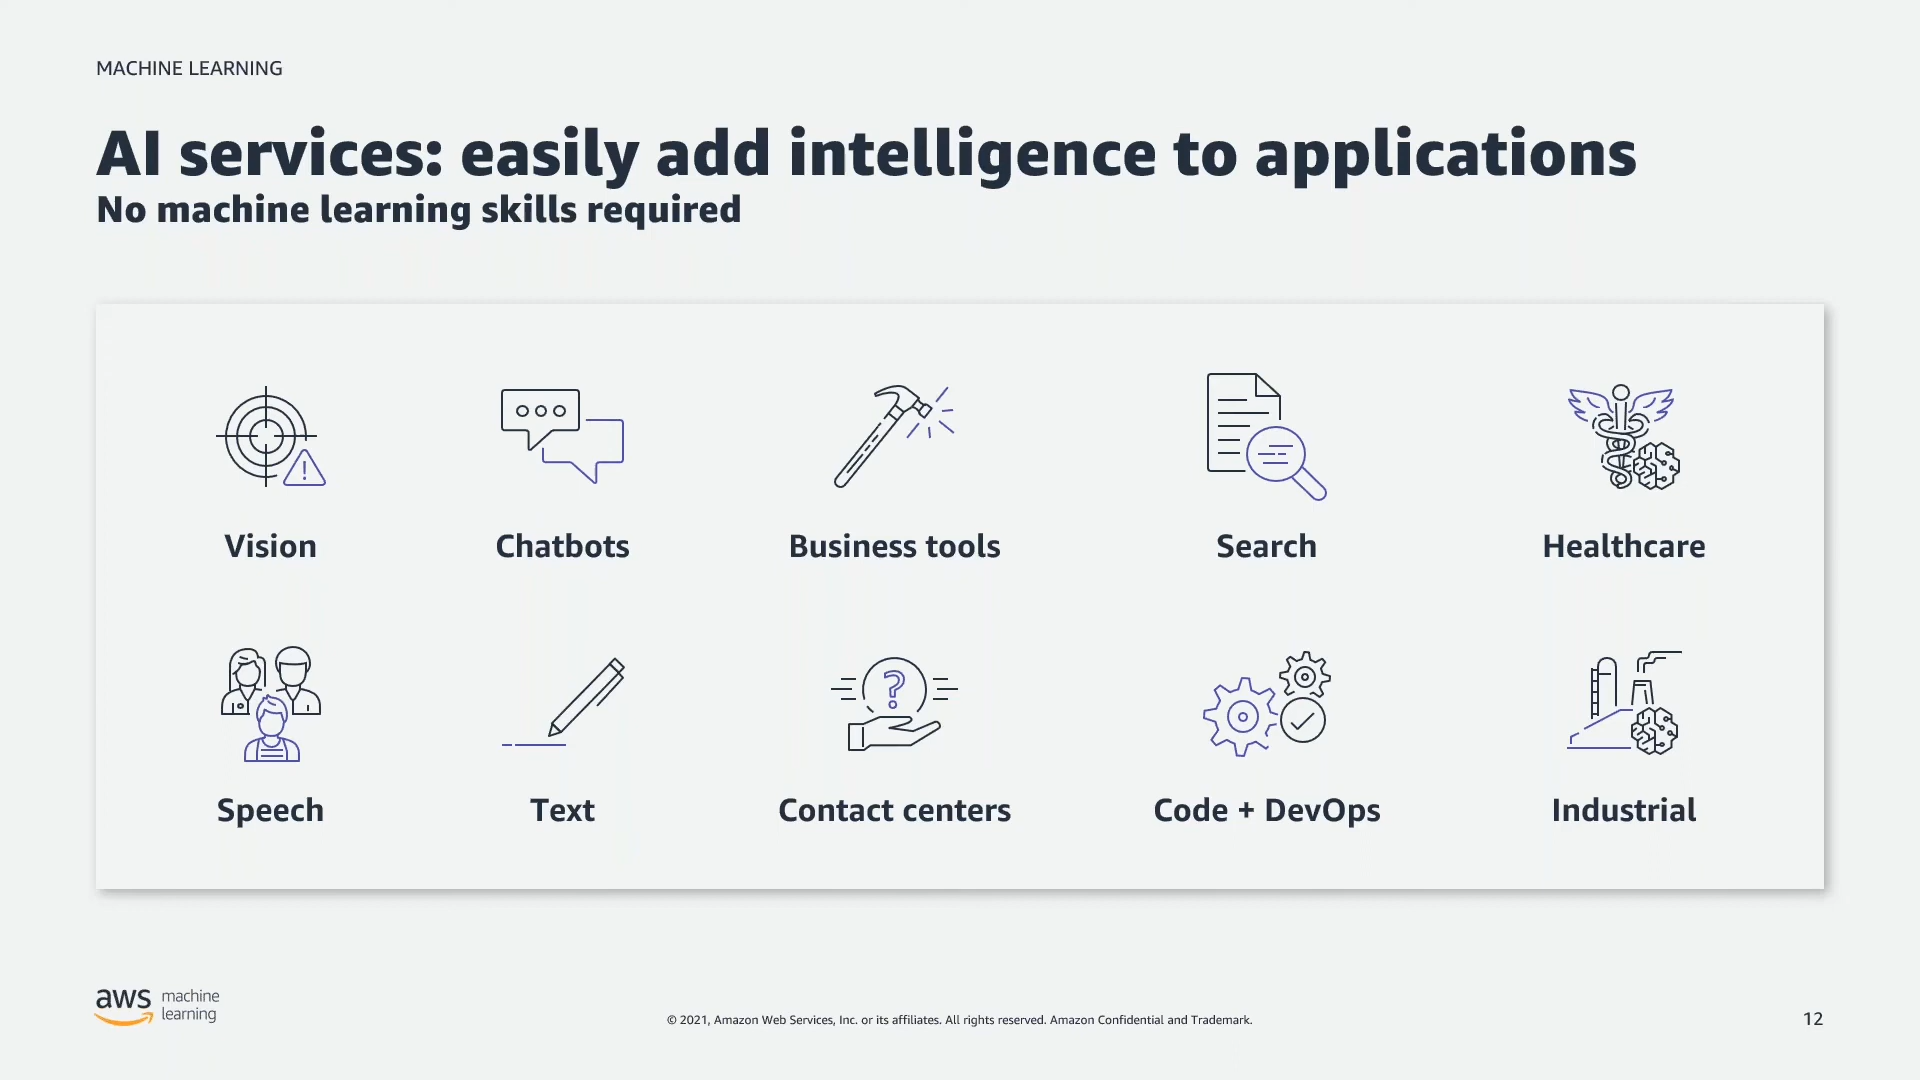 MACHINE LEARNING
AI services: easily add intelligence to applications
No machine learning skills required
Vision
Chatbots
Business tools
Search
Healthcare
Speech
Text
Contact centers
Code + DevOps
Industrial
aws machine learning
© 2021, Amazon Web Services, Inc. or its affiliates. All rights reserved. Amazon Confidential and Trademark.
12